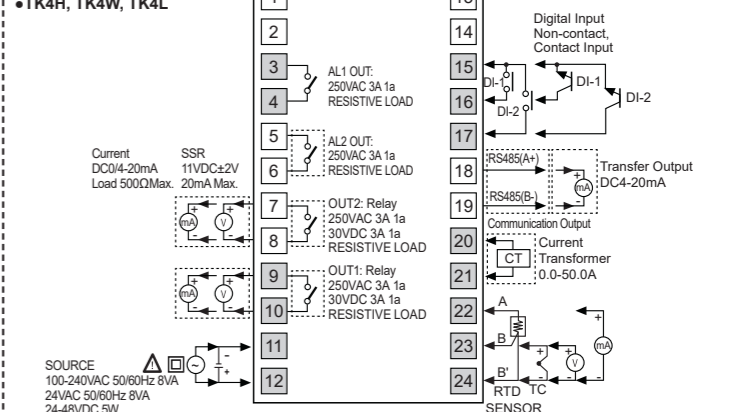 ●TK4H, TK4W, TK4L
2
14
Digital Input
Non-contact,
Contact Input
3
4
AL1 OUT:
250VAC 3A 1a
RESISTIVE LOAD
15
16
17
DI-1
DI-2
DI-1
DI-2
5
6
AL2 OUT:
250VAC 3A 1a
RESISTIVE LOAD
18
19
RS485(A+)
RS485(B-)
Communication Output
+
mA
-
Transfer Output
DC4-20mA
Current
DC0/4-20mA
Load 500ΩMax.
SSR
11VDC±2V
20mA Max.
+
mA
-
+
V
-
7
8
OUT2: Relay
250VAC 3A 1a
30VDC 3A 1a
RESISTIVE LOAD
20
21
CT
Current
Transformer
0.0-50.0A
+
mA
-
+
V
-
9
10
OUT1: Relay
250VAC 3A 1a
30VDC 3A 1a
RESISTIVE LOAD
22
23
24
A
B
B'
RTD
TC
+
-
+
V
-
+
mA
-
SENSOR
11
12
~
-
+
SOURCE
100-240VAC 50/60Hz 8VA
24VAC 50/60Hz 8VA
24-48VDC 5W